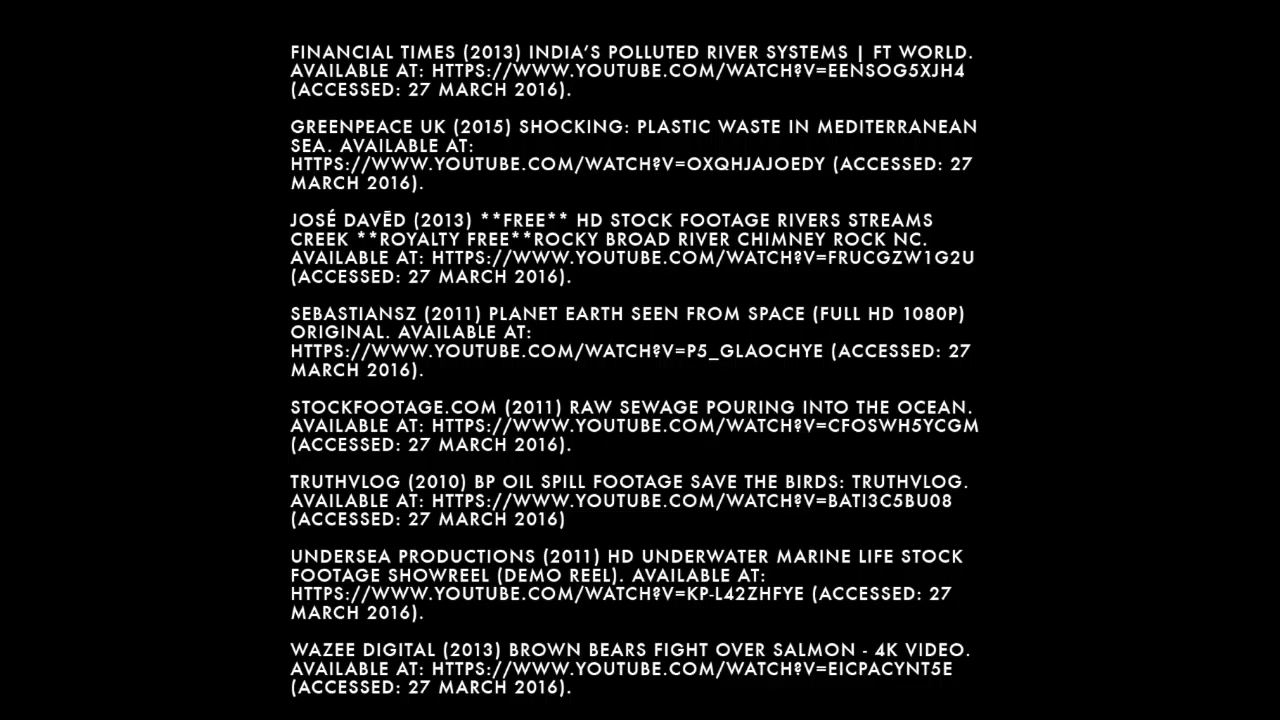 FINANCIAL TIMES (2013) INDIA'S POLLUTED RIVER SYSTEMS | FT WORLD.
AVAILABLE AT: HTTPS://WWW.YOUTUBE.COM/WATCH?V=EENSOG5XJH4
(ACCESSED: 27 MARCH 2016).
GREENPEACE UK (2015) SHOCKING: PLASTIC WASTE IN MEDITERRANEAN
SEA. AVAILABLE AT:
HTTPS://WWW.YOUTUBE.COM/WATCH?V=OXQHJAJOEDY (ACCESSED: 27
MARCH 2016).
JOSÉ DAVĒD (2013) **FREE** HD STOCK FOOTAGE RIVERS STREAMS
CREEK **ROYALTY FREE**ROCKY BROAD RIVER CHIMNEY ROCK NC.
AVAILABLE AT: HTTPS://WWW.YOUTUBE.COM/WATCH?V=FRUCGZW1G2U
(ACCESSED: 27 MARCH 2016).
SEBASTIANSZ (2011) PLANET EARTH SEEN FROM SPACE (FULL HD 1080P)
ORIGINAL. AVAILABLE AT:
HTTPS://WWW.YOUTUBE.COM/WATCH?V=P5_GLAOCHYE (ACCESSED: 27
MARCH 2016).
STOCKFOOTAGE.COM (2011) RAW SEWAGE POURING INTO THE OCEAN.
AVAILABLE AT: HTTPS://WWW.YOUTUBE.COM/WATCH?V=CFOSWH5YCGM
(ACCESSED: 27 MARCH 2016).
TRUTHVLOG (2010) BP OIL SPILL FOOTAGE SAVE THE BIRDS: TRUTHVLOG.
AVAILABLE AT: HTTPS://WWW.YOUTUBE.COM/WATCH?V=BATI3C5BU08
(ACCESSED: 27 MARCH 2016)
UNDERSEA PRODUCTIONS (2011) HD UNDERWATER MARINE LIFE STOCK
FOOTAGE SHOWREEL (DEMO REEL). AVAILABLE AT:
HTTPS://WWW.YOUTUBE.COM/WATCH?V=KP-L42ZHFYE (ACCESSED: 27
MARCH 2016).
WAZEE DIGITAL (2013) BROWN BEARS FIGHT OVER SALMON - 4K VIDEO.
AVAILABLE AT: HTTPS://WWW.YOUTUBE.COM/WATCH?V=EICPACYNT5E
(ACCESSED: 27 MARCH 2016).